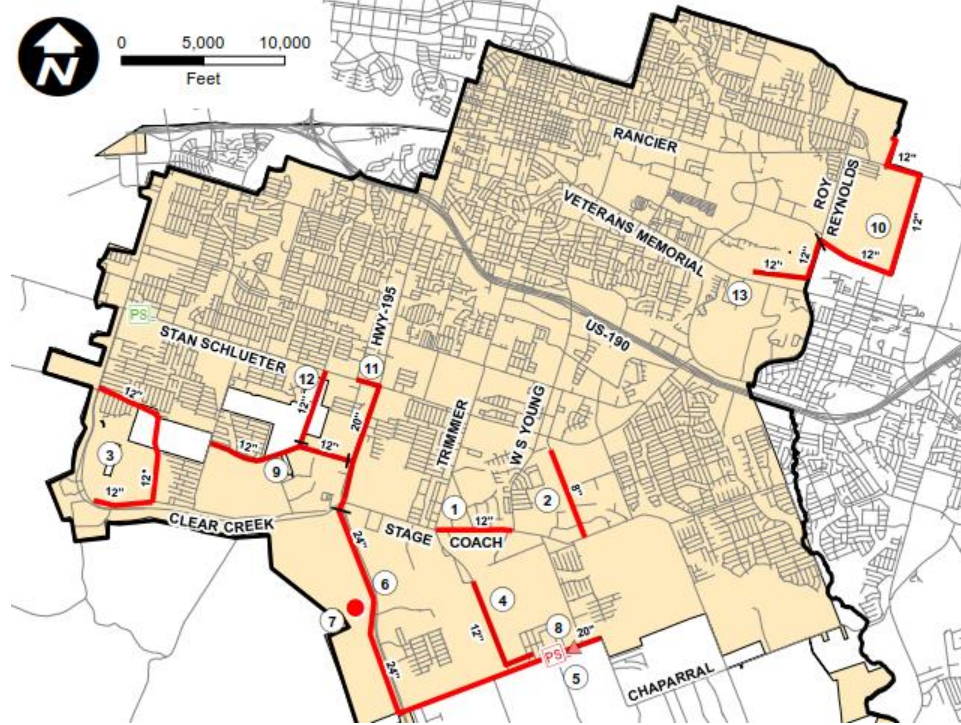 N
0 5,000 10,000
Feet
RANCIER
12"
ROY
REYNOLDS
VETERANS MEMORIAL
10
12"
12"
12"
12"
13
HWY-195
US-190
PS
STAN SCHLUETER
12
11
12"
12"
20"
TRIMMIER
W S YOUNG
3
12"
12"
9
12"
8"
12"
1
2
12"
CLEAR CREEK
STAGE
COACH
24"
6
4
7
12"
8
20"
PS
24"
5
CHAPARRAL